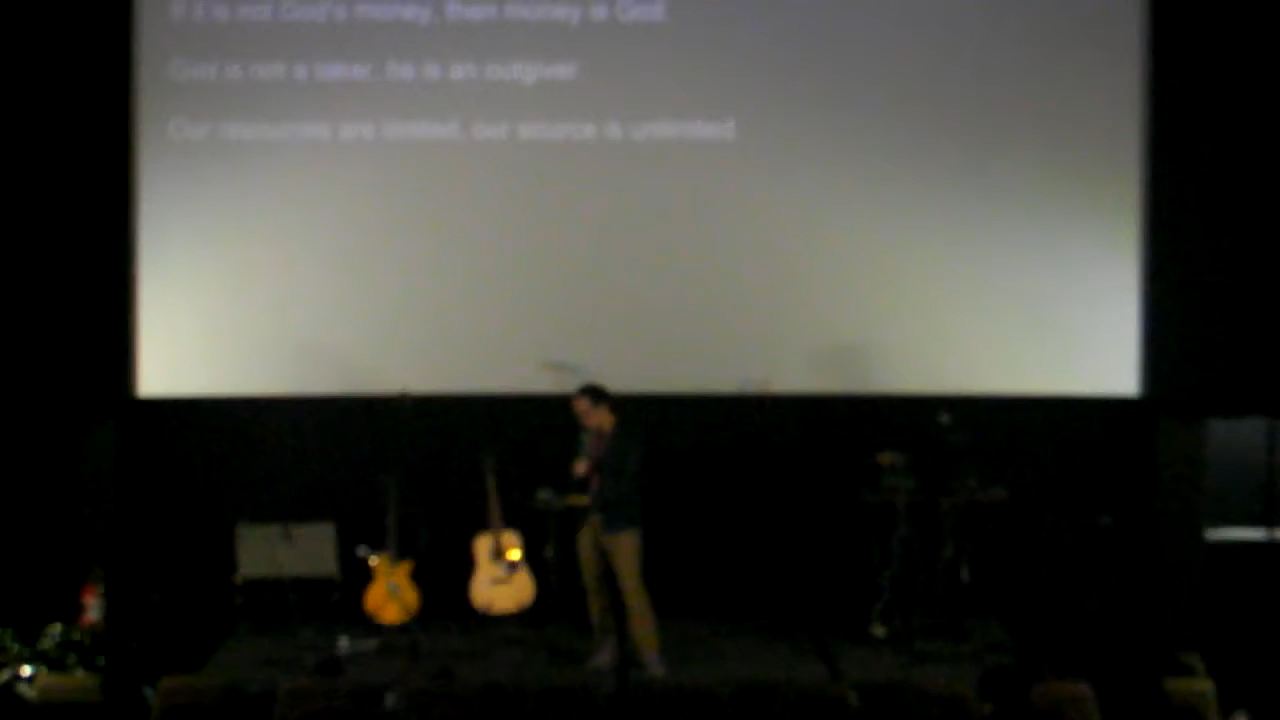 If it is not God's money, then money is God.
God is not a taker, he is an outgiver.
Our resources are limited, our source is unlimited.